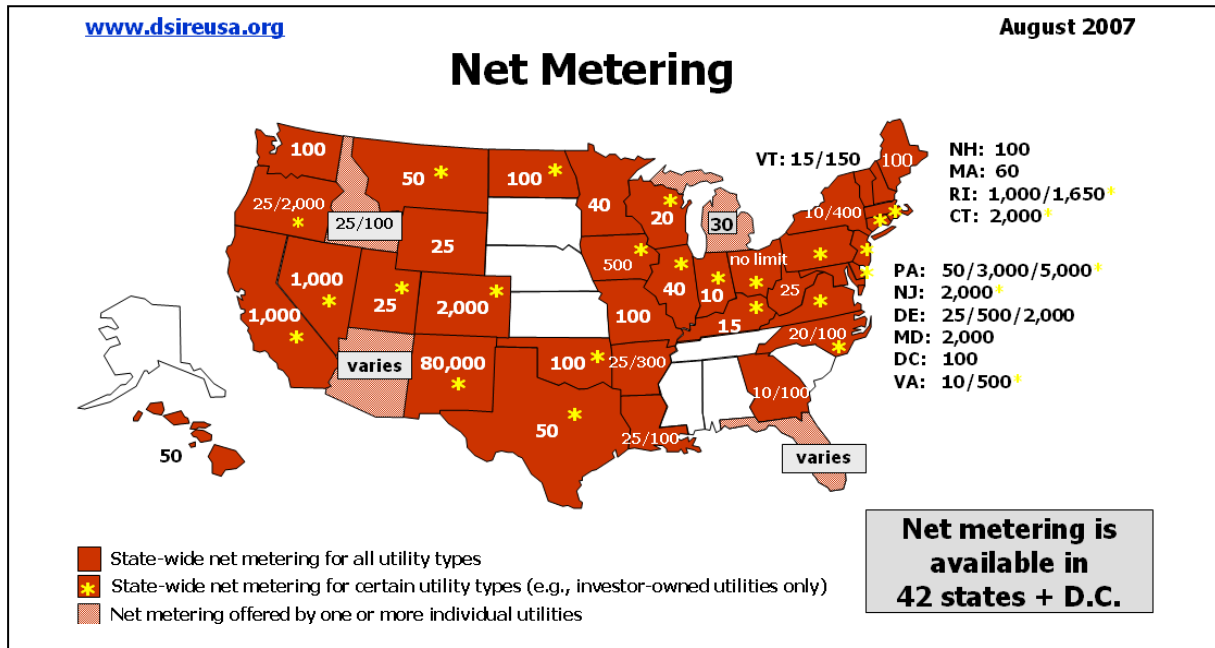 www.dsireusa.org
August 2007
Net Metering
100
50 *
100 *
25/2,000
*
25/100
25
40
20
*
30
10/400
100
VT: 15/150
NH: 100
MA: 60
RI: 1,000/1,650*
CT: 2,000*
1,000
*
1,000
*
25
*
2,000
*
500
*
40
*
10
*
no limit
*
25
15
*
100
PA: 50/3,000/5,000*
NJ: 2,000*
DE: 25/500/2,000
MD: 2,000
DC: 100
VA: 10/500*
varies
80,000
*
100 *
25/300
20/100
*
10/100
50
*
25/100
varies
50
State-wide net metering for all utility types
* State-wide net metering for certain utility types (e.g., investor-owned utilities only)
Net metering offered by one or more individual utilities
Net metering is
available in
42 states + D.C.